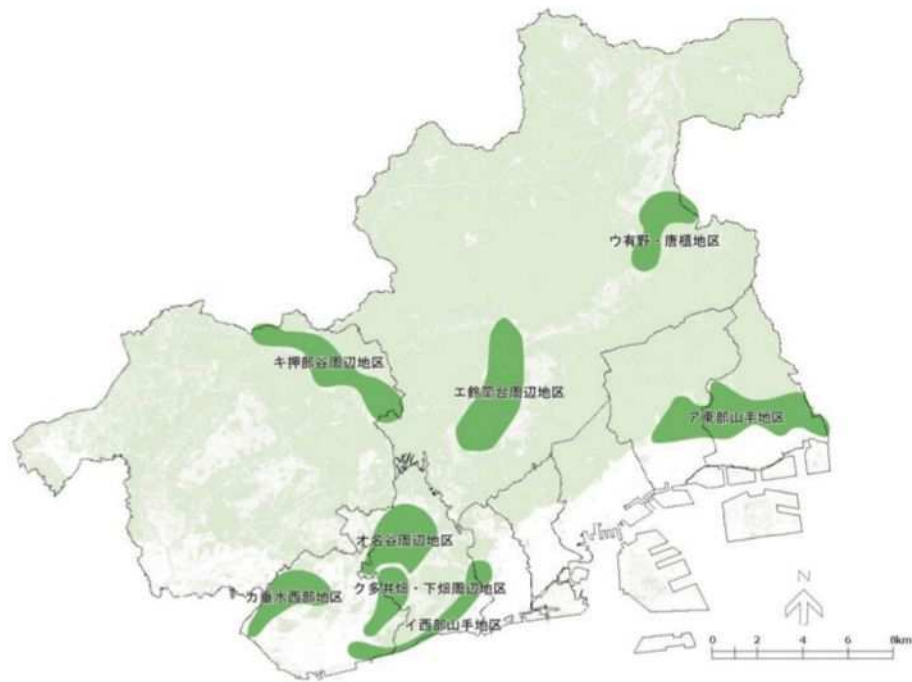 ウ有野・唐櫃地区
キ押部谷周辺地区
エ鈴蘭台周辺地区
ア東部山手地区
オ名谷周辺地区
ク多井畑・下畑周辺地区
カ垂水西部地区
イ西部山手地区
N
0 2 4 6 8km